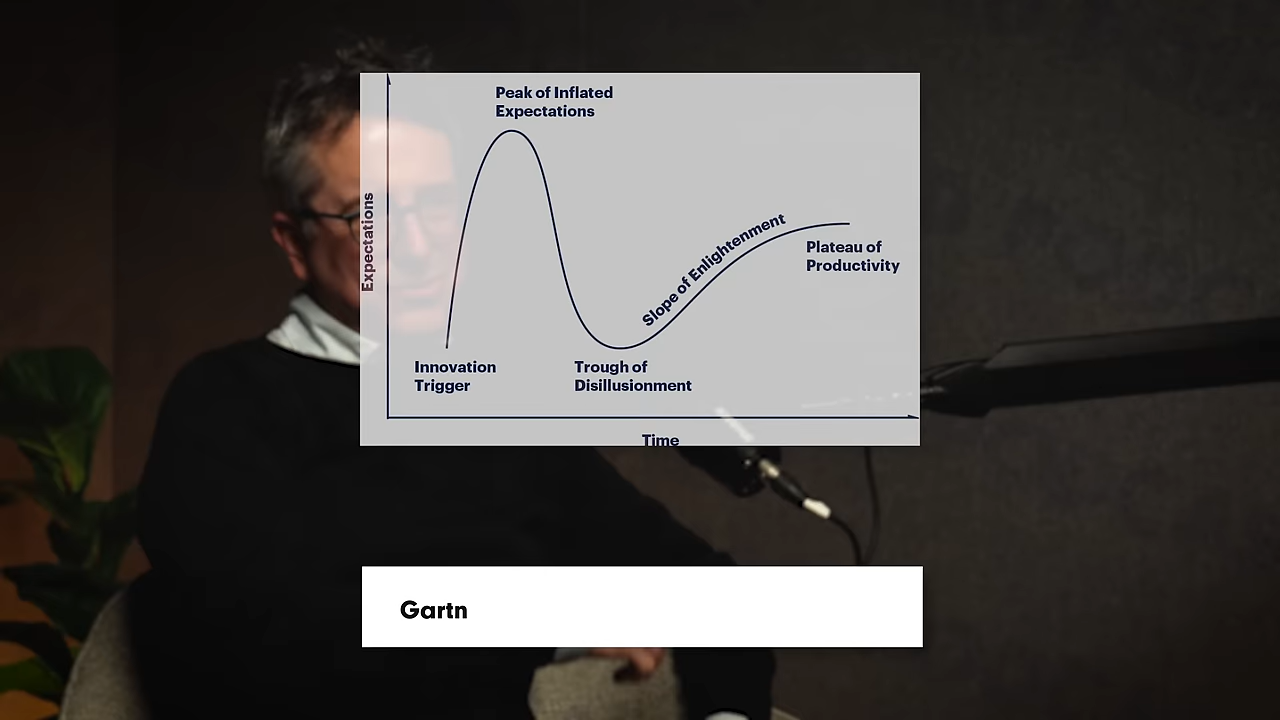 Peak of Inflated
Expectations
Expectations
Slope of Enlightenment
Plateau of
Productivity
Innovation
Trigger
Trough of
Disillusionment
Time
Gartn